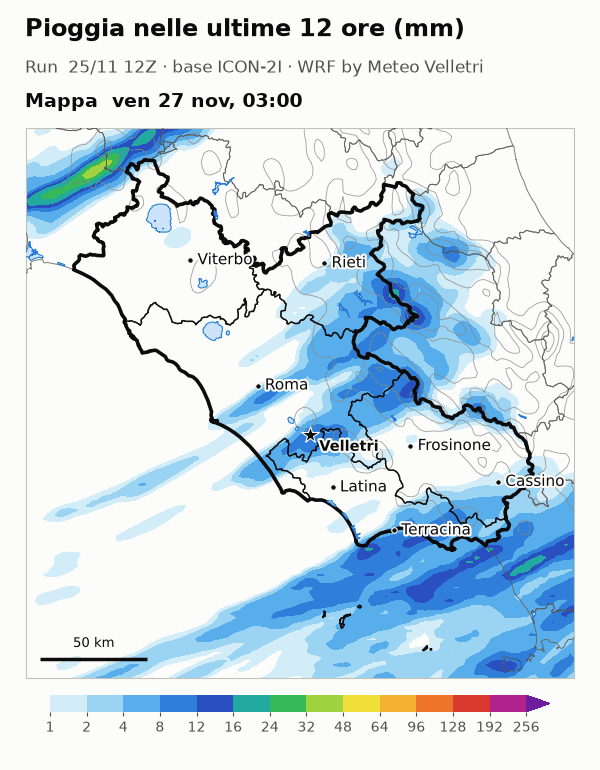 Pioggia nelle ultime 12 ore (mm)
Run  25/11 12Z · base ICON-2I · WRF by Meteo Velletri
Mappa  ven 27 nov, 03:00
Viterbo
Rieti
Roma
Velletri
Frosinone
Latina
Cassino
Terracina
50 km
1 2 4 8 12 16 24 32 48 64 96 128 192 256